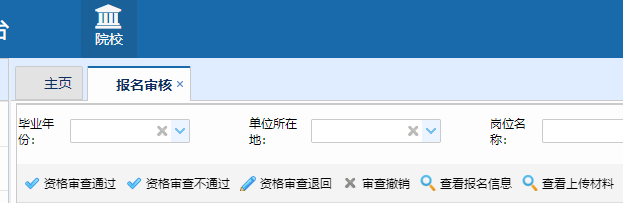 台
院校
主页
报名审核
毕业年份:
单位所在地:
岗位名称:
资格审查通过 资格审查不通过 资格审查退回 审查撤销 查看报名信息 查看上传材料